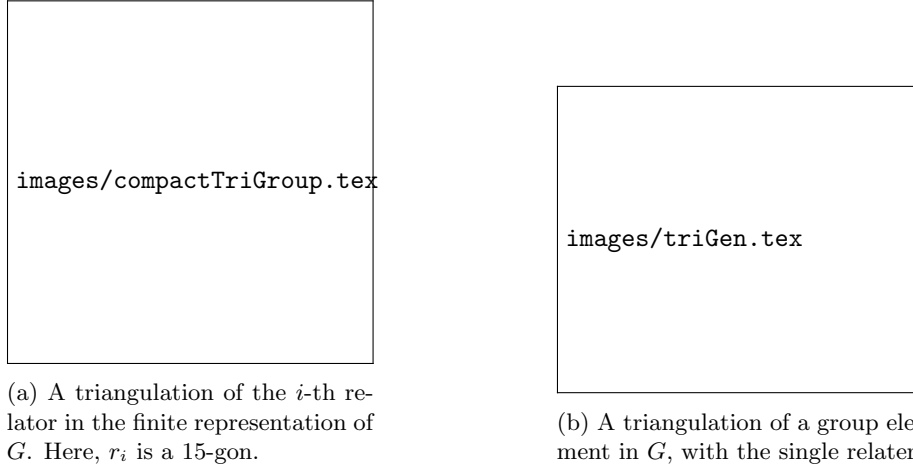 images/compactTriGroup.tex
images/triGen.tex
(a) A triangulation of the i-th re-
lator in the finite representation of
G. Here, r_i is a 15-gon.
(b) A triangulation of a group ele-
ment in G, with the single relater